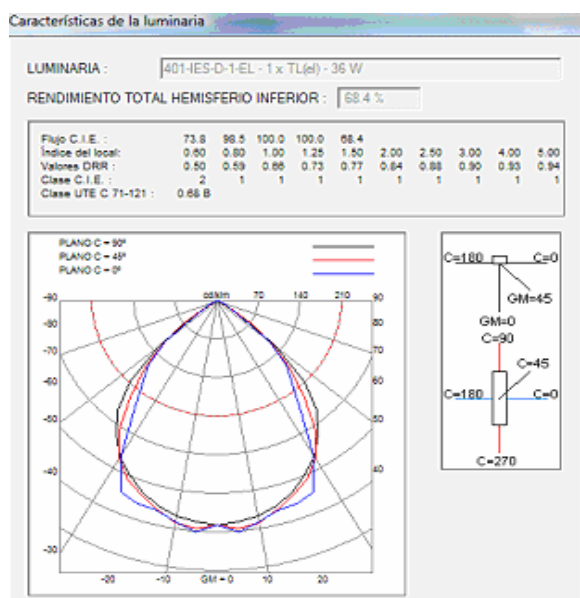 Características de la luminaria
LUMINARIA : 401-IES-D-1-EL - 1 x TL(el) - 36 W
RENDIMIENTO TOTAL HEMISFERIO INFERIOR : 68.4 %
Flujo C.I.E. : 73.8 98.5 100.0 100.0 68.4
Índice del local: 0.60 0.80 1.00 1.25 1.50 2.00 2.50 3.00 4.00 5.00
Valores DRR : 0.50 0.59 0.66 0.73 0.77 0.84 0.88 0.90 0.93 0.94
Clase C.I.E. : 2 1 1 1 1 1 1 1 1 1
Clase UTE C 71-121 : 0.68 B
PLANO C = 90º
PLANO C = 45º
PLANO C = 0º
-90 cd/klm 70 140 210 90
-80 80
-70 70
-60 60
-50 50
-40 40
-30
-20 -10 GM = 0 10 20
C=180 C=0
GM=45
GM=0
C=90
C=45
C=180 C=0
C=270